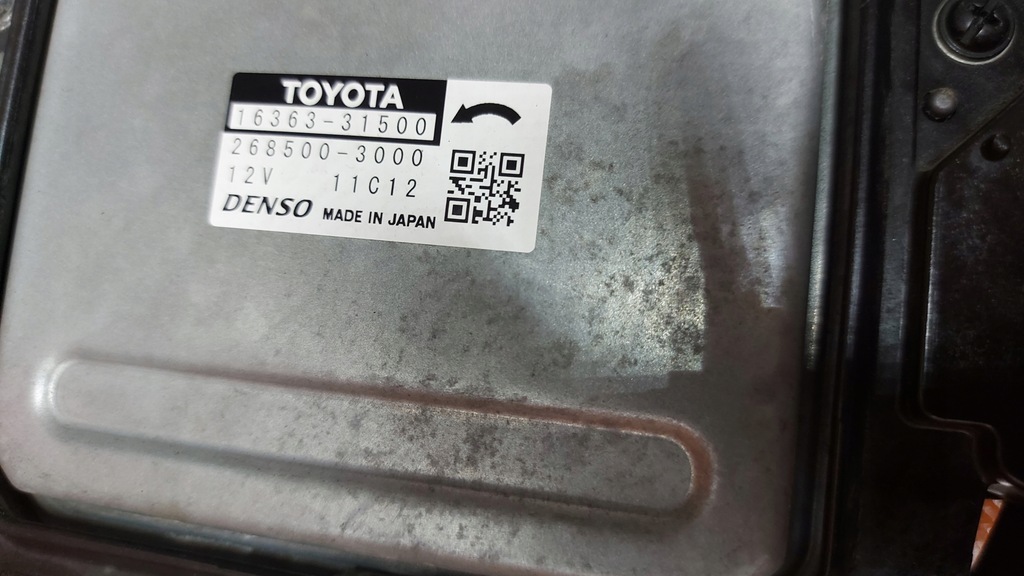 TOYOTA
16363-31500
268500-3000
12V 11C12
DENSO MADE IN JAPAN